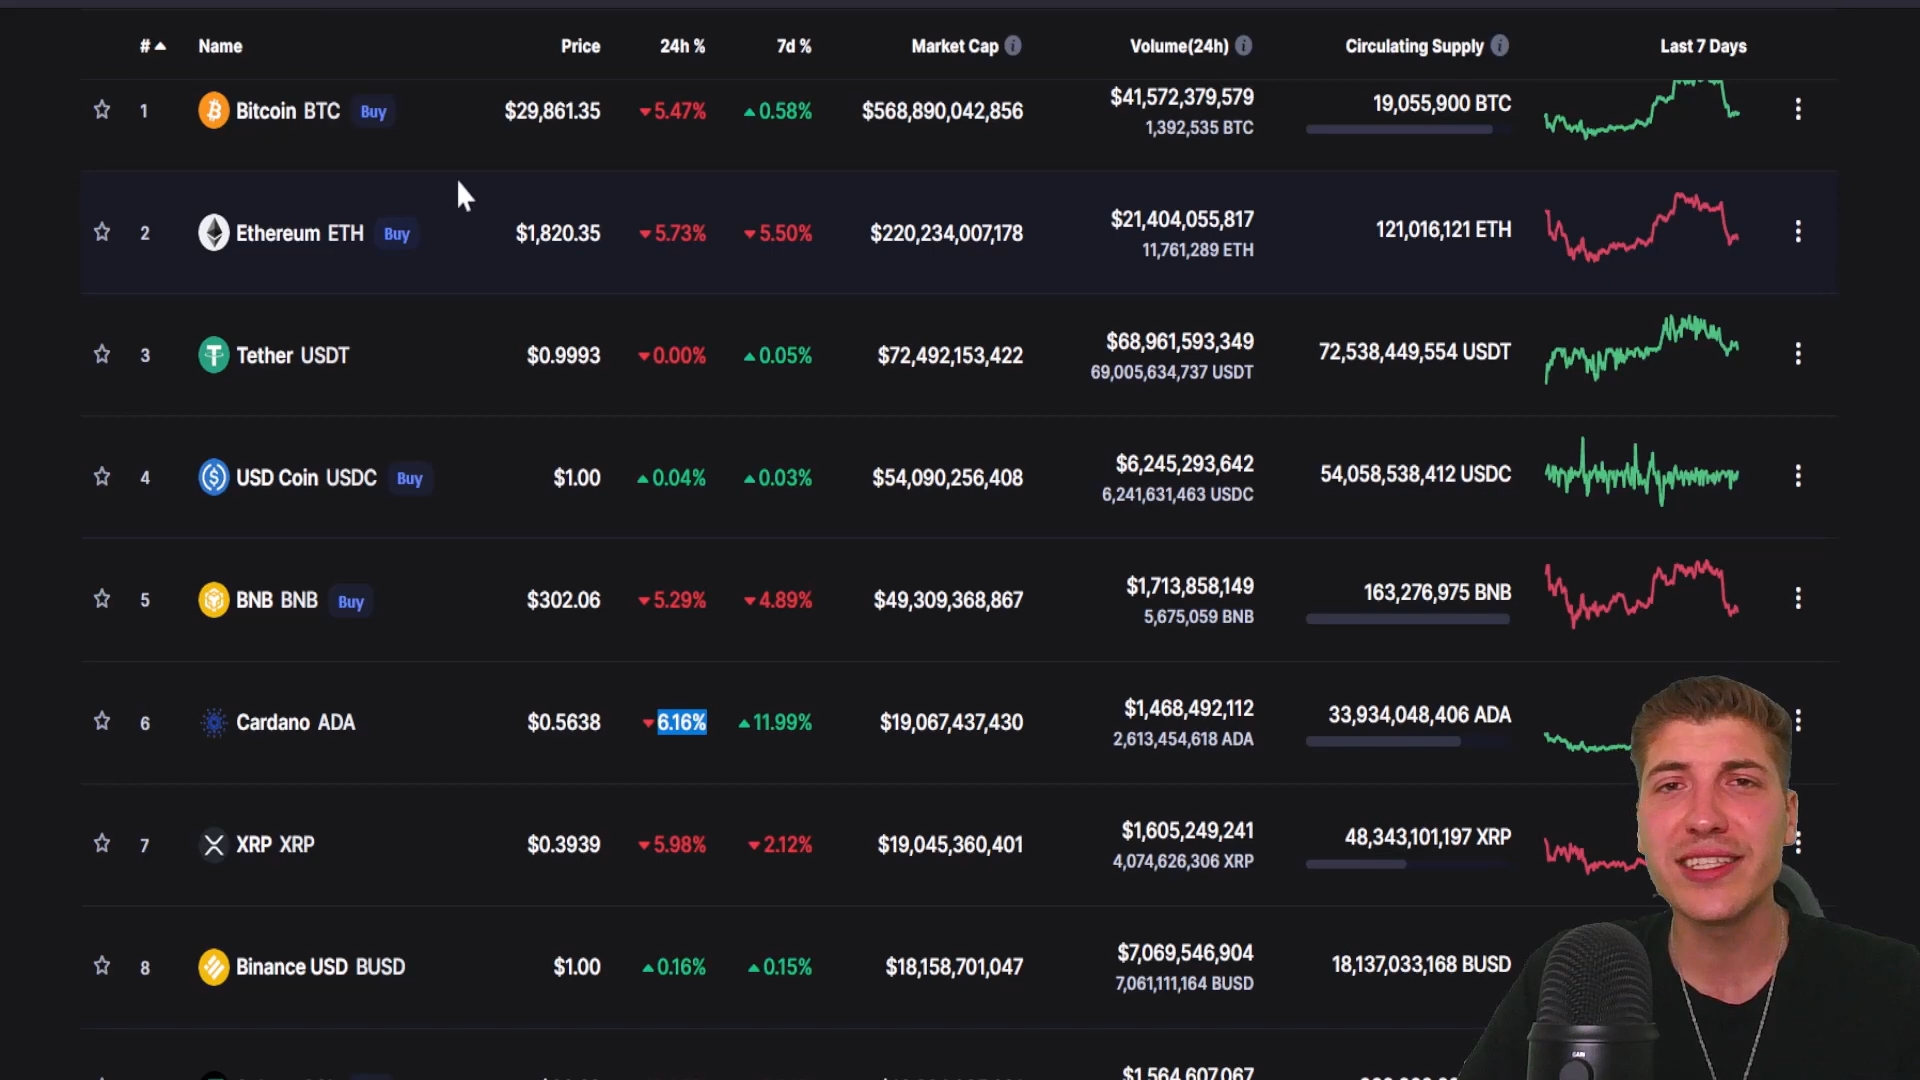 # Name Price 24h % 7d % Market Cap Volume(24h) Circulating Supply Last 7 Days
1 Bitcoin BTC Buy $29,861.35 5.47% 0.58% $568,890,042,856 $41,572,379,579 19,055,900 BTC
1,392,535 BTC
2 Ethereum ETH Buy $1,820.35 5.73% 5.50% $220,234,007,178 $21,404,055,817 121,016,121 ETH
11,761,289 ETH
3 Tether USDT $0.9993 0.00% 0.05% $72,492,153,422 $68,961,593,349 72,538,449,554 USDT
69,005,634,737 USDT
4 USD Coin USDC Buy $1.00 0.04% 0.03% $54,090,256,408 $6,245,293,642 54,058,538,412 USDC
6,241,631,463 USDC
5 BNB BNB Buy $302.06 5.29% 4.89% $49,309,368,867 $1,713,858,149 163,276,975 BNB
5,675,059 BNB
6 Cardano ADA $0.5638 6.16% 11.99% $19,067,437,430 $1,468,492,112 33,934,048,406 ADA
2,613,454,618 ADA
7 XRP XRP $0.3939 5.98% 2.12% $19,045,360,401 $1,605,249,241 48,343,101,197 XRP
4,074,626,306 XRP
8 Binance USD BUSD $1.00 0.16% 0.15% $18,158,701,047 $7,069,546,904 18,137,033,168 BUSD
7,061,111,164 BUSD
$1,564,607,067
GAIN